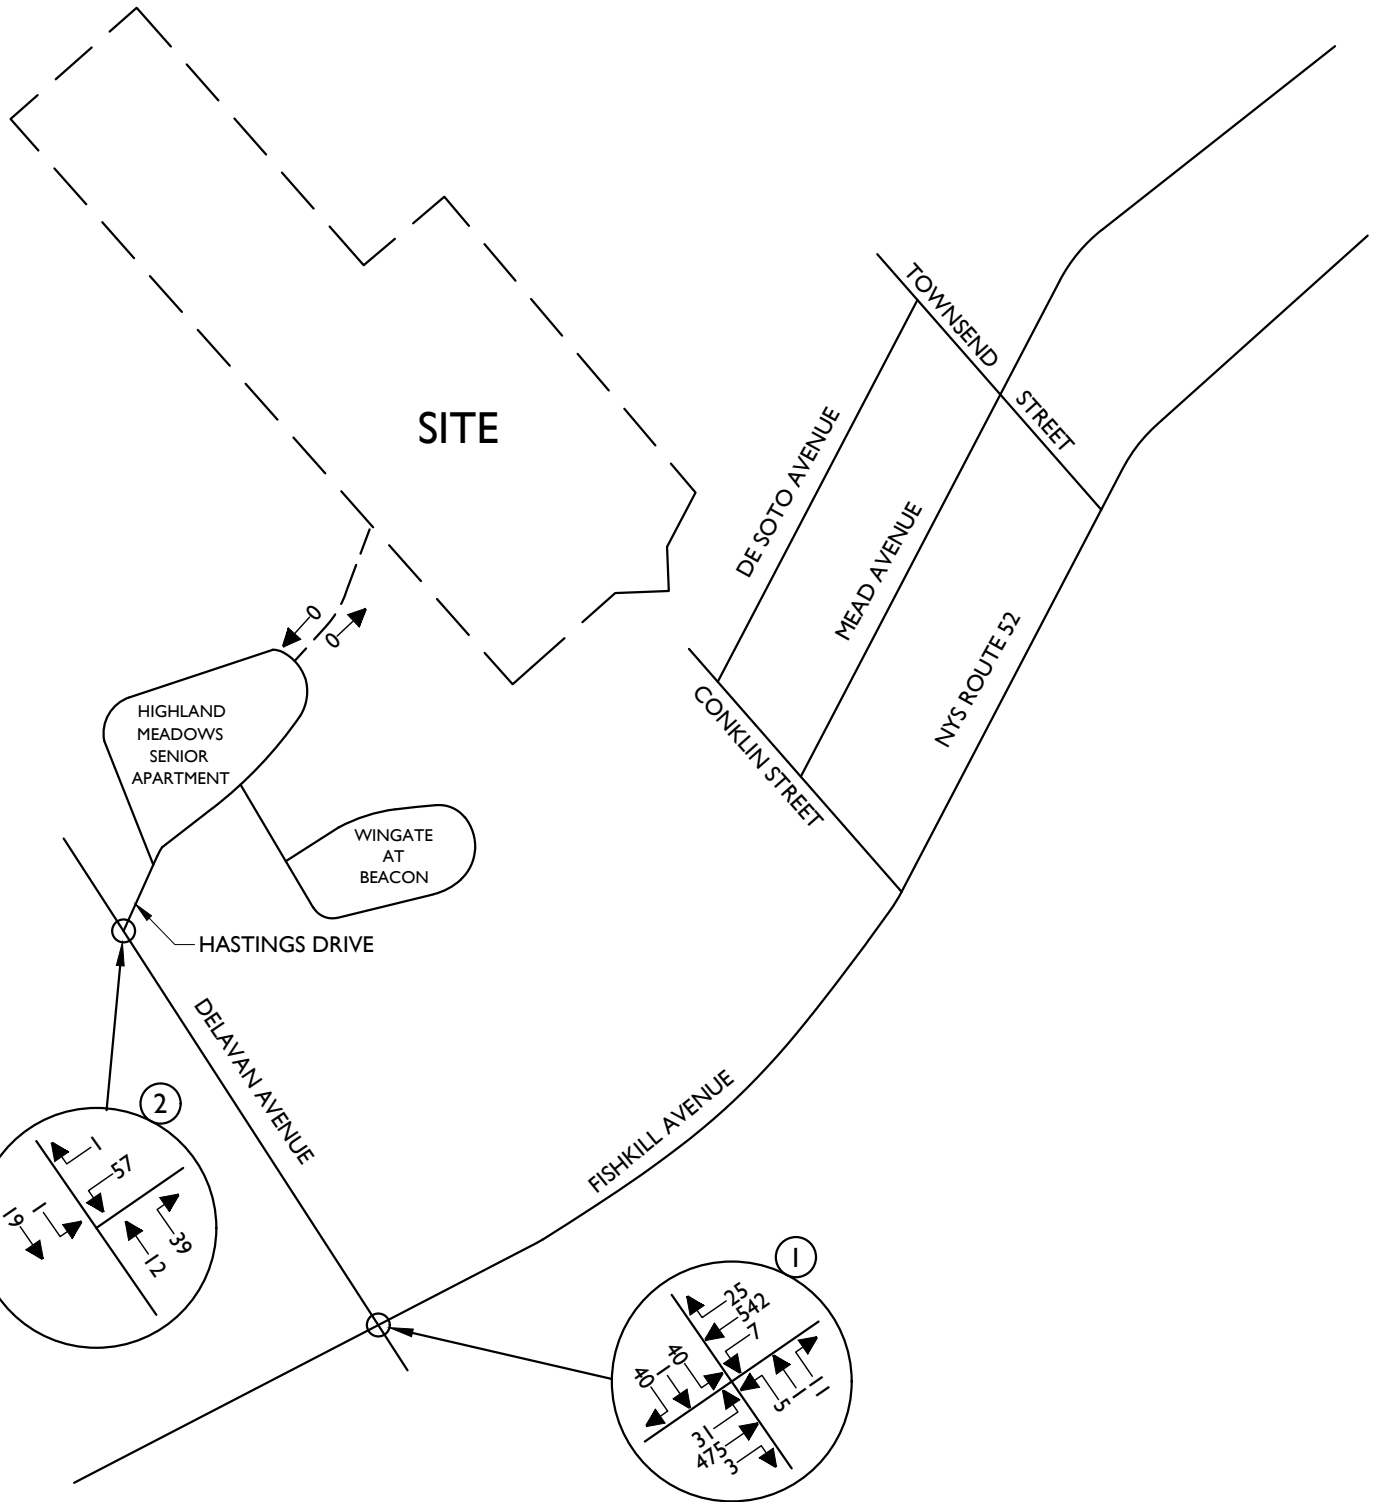 TOWNSEND STREET
SITE
DE SOTO AVENUE
MEAD AVENUE
NYS ROUTE 52
0
0
HIGHLAND
MEADOWS
SENIOR
APARTMENT
CONKLIN STREET
WINGATE
AT
BEACON
HASTINGS DRIVE
DELAVAN AVENUE
FISHKILL AVENUE
2
1
57
19
1
39
12
1
25
542
7
40
1
40
5
1
11
31
475
3